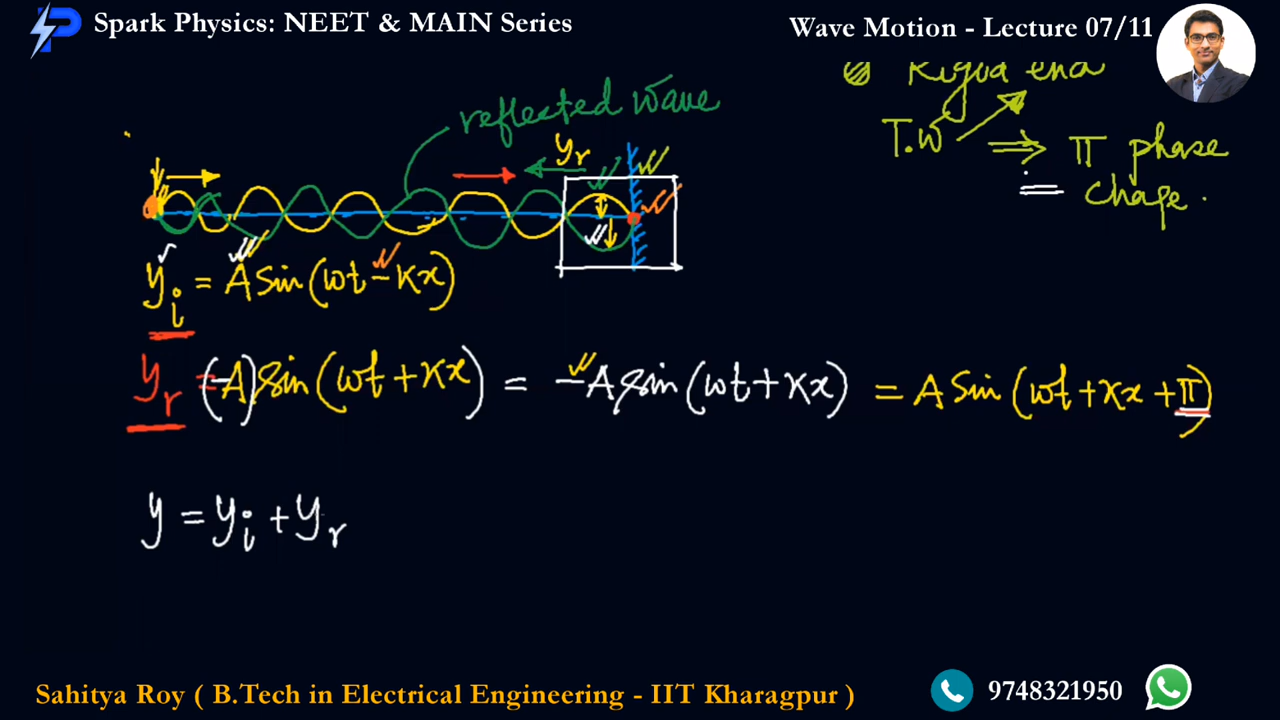 Spark Physics: NEET & MAIN Series
Wave Motion - Lecture 07/11
Rigid end
T.W ⇒ π phase
chage.
reflected wave
yr
yi = A sin(ωt - Kx)
yr = (-A) sin(ωt + Kx) = -A sin(ωt + Kx) = A sin(ωt + Kx + π)
y = yi + yr
Sahitya Roy ( B.Tech in Electrical Engineering - IIT Kharagpur )
9748321950